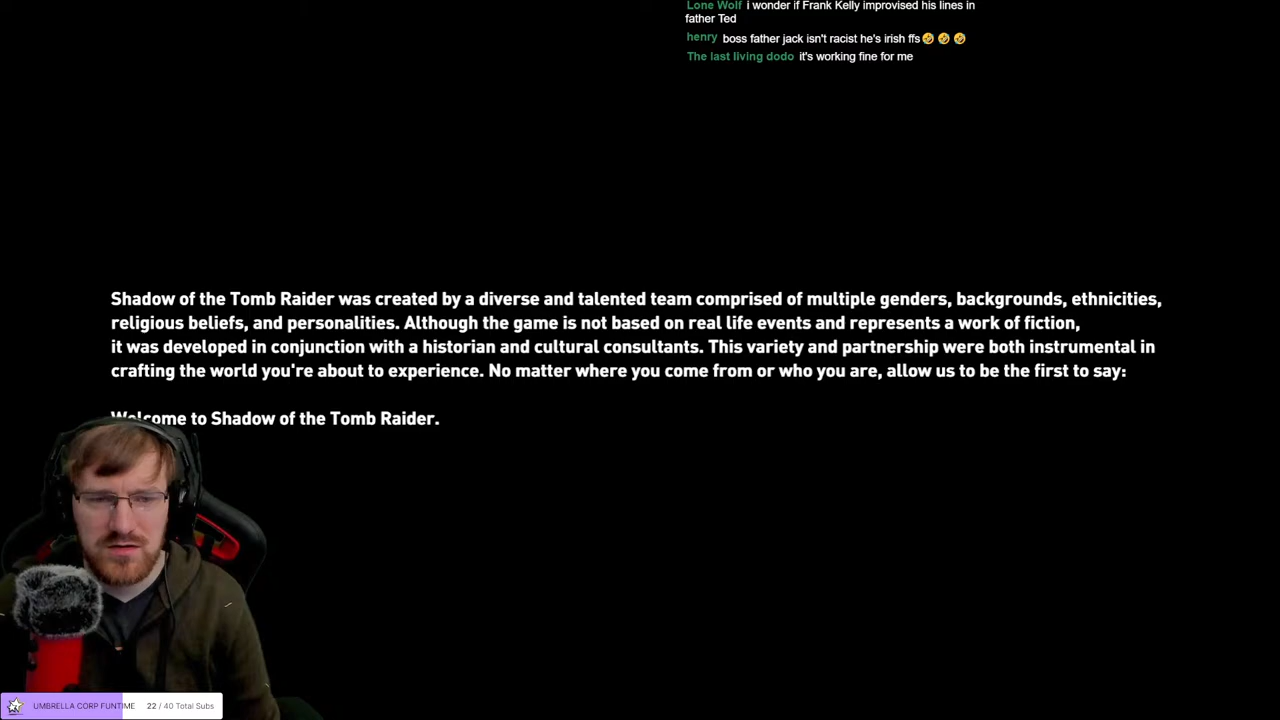 Lone Wolf i wonder if Frank Kelly improvised his lines in
father Ted
henry boss father jack isn't racist he's irish ffs🤣 🤣 🤣
The last living dodo it's working fine for me
Shadow of the Tomb Raider was created by a diverse and talented team comprised of multiple genders, backgrounds, ethnicities,
religious beliefs, and personalities. Although the game is not based on real life events and represents a work of fiction,
it was developed in conjunction with a historian and cultural consultants. This variety and partnership were both instrumental in
crafting the world you're about to experience. No matter where you come from or who you are, allow us to be the first to say:
Welcome to Shadow of the Tomb Raider.
UMBRELLA CORP FUNTIME 22 / 40 Total Subs